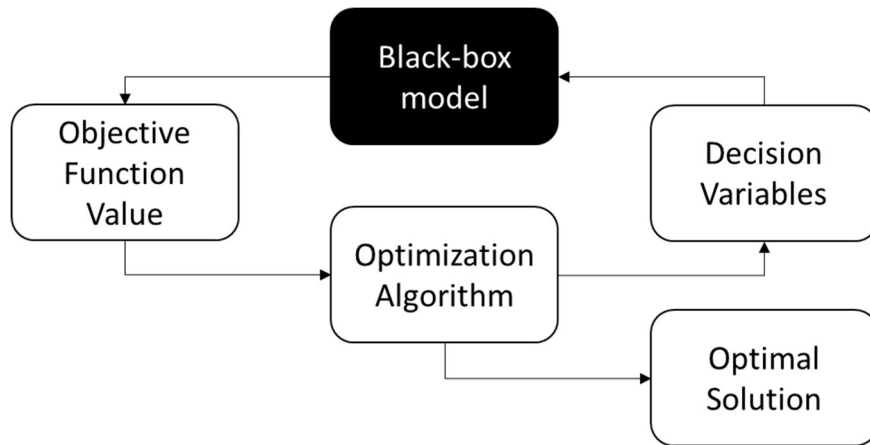 Black-box
model
Objective
Function
Value
Decision
Variables
Optimization
Algorithm
Optimal
Solution